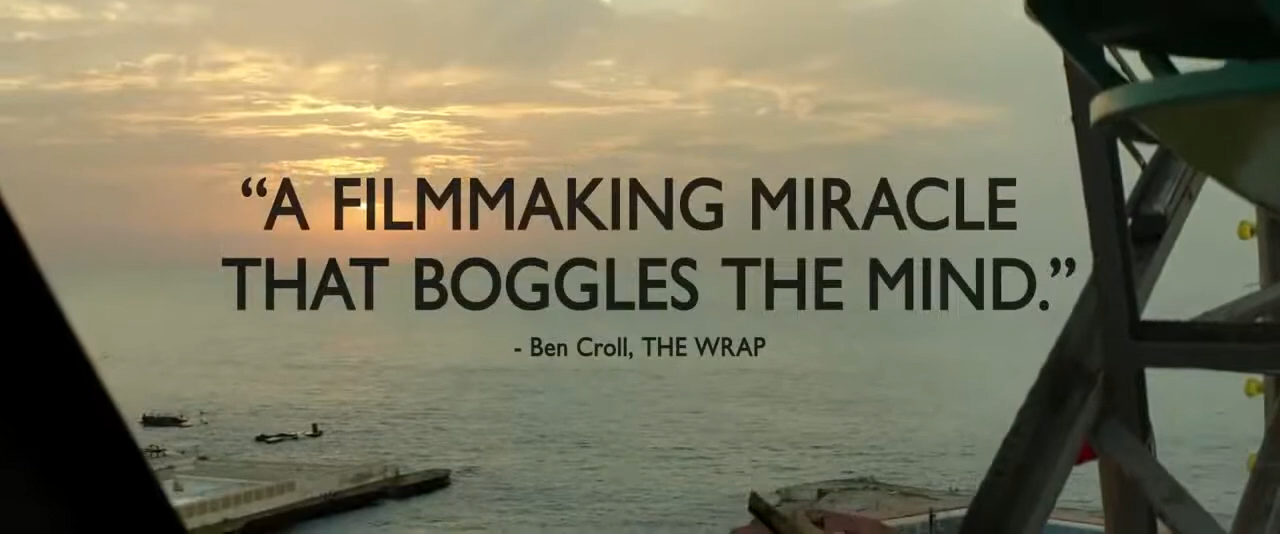 “A FILMMAKING MIRACLE
THAT BOGGLES THE MIND.”
- Ben Croll, THE WRAP